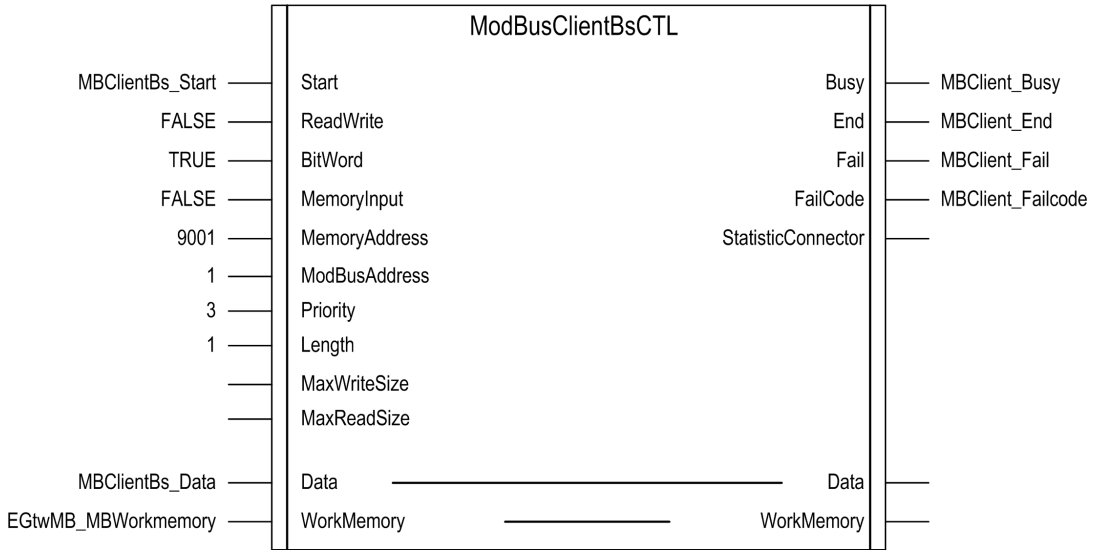 ModBusClientBsCTL
MBClientBs_Start Start Busy MBClient_Busy
FALSE ReadWrite End MBClient_End
TRUE BitWord Fail MBClient_Fail
FALSE MemoryInput FailCode MBClient_Failcode
9001 MemoryAddress StatisticConnector
1 ModBusAddress
3 Priority
1 Length
MaxWriteSize
MaxReadSize
MBClientBs_Data Data Data
EGtwMB_MBWorkmemory WorkMemory WorkMemory